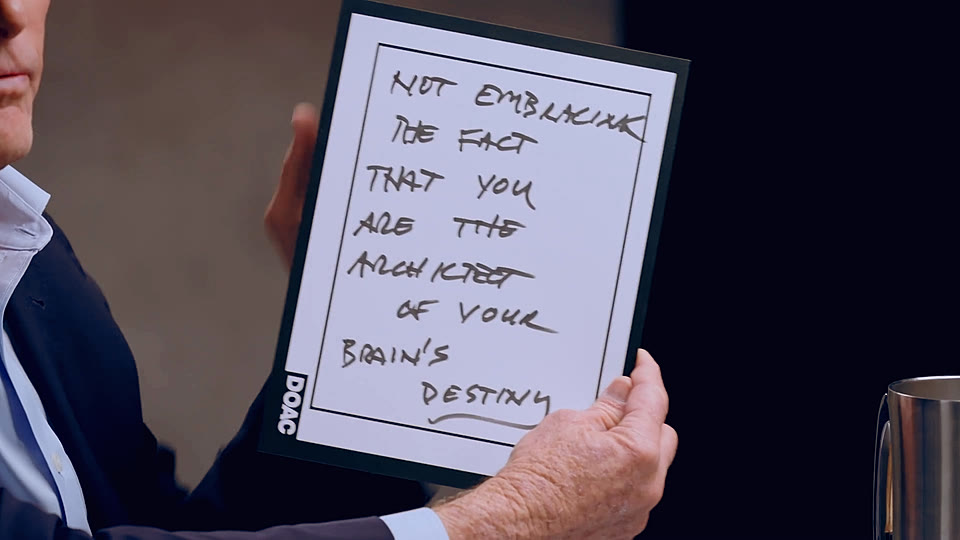 NOT EMBRACING
THE FACT
THAT YOU
ARE THE
ARCHITECT
OF YOUR
BRAIN'S
DESTINY
DOAC